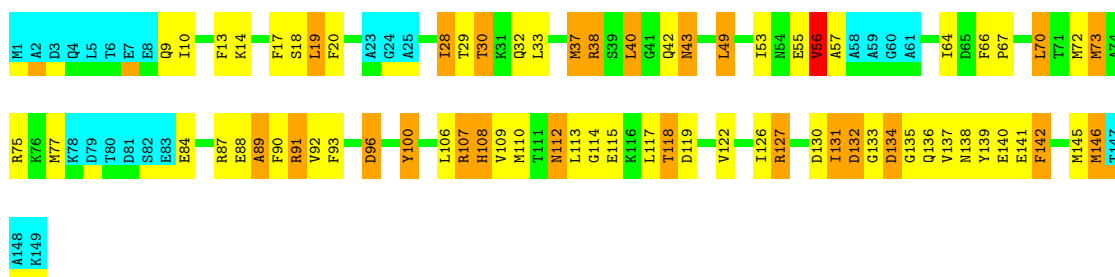 M1 A2 D3 Q4 L5 T6 E7 E8 Q9 I10 F13 K14 F17 S18 L19 F20 A23 G24 A25 I28 T29 T30 K31 Q32 L33 M37 R38 S39 L40 G41 Q42 N43 L49 I53 N54 E55 V56 A57 A58 A59 G60 A61 I64 D65 F66 P67 L70 T71 M72 M73 A74
R75 K76 M77 K78 D79 T80 D81 S82 E83 E84 R87 E88 A89 F90 R91 V92 F93 D96 Y100 L106 R107 H108 V109 M110 T111 N112 L113 G114 E115 K116 L117 T118 D119 V122 I126 R127 D130 I131 D132 G133 D134 G135 Q136 V137 N138 Y139 E140 E141 F142 M145 M146 T147
A148 K149